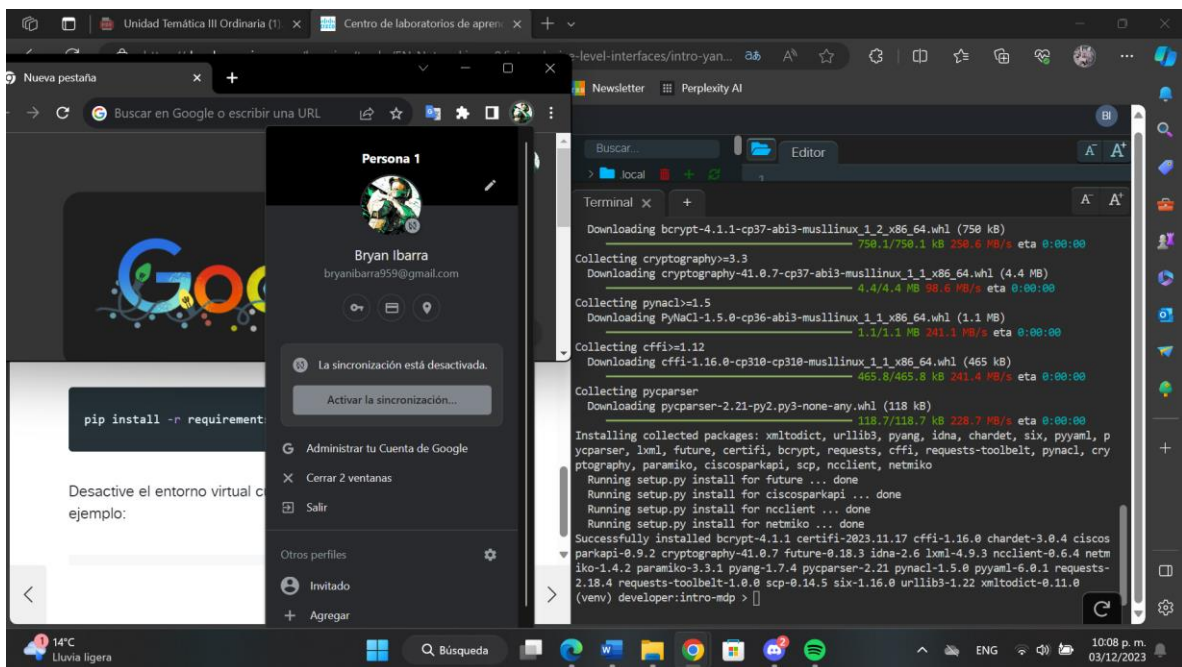 Unidad Temática III Ordinaria (1).
Centro de laboratorios de apren
e-level-interfaces/intro-yan...
Nueva pestaña
Buscar en Google o escribir una URL
Newsletter
Perplexity AI
BI
Persona 1
Bryan Ibarra
bryanibarra959@gmail.com
La sincronización está desactivada.
Activar la sincronización...
Administrar tu Cuenta de Google
Cerrar 2 ventanas
Salir
Otros perfiles
Invitado
Agregar
Goo
pip install -r requirement
Desactive el entorno virtual c
ejemplo:
Buscar...
Editor
A- A+
.local
1
Terminal
A- A+
Downloading bcrypt-4.1.1-cp37-abi3-musllinux_1_2_x86_64.whl (750 kB)
750.1/750.1 kB 250.6 MB/s eta 0:00:00
Collecting cryptography>=3.3
Downloading cryptography-41.0.7-cp37-abi3-musllinux_1_1_x86_64.whl (4.4 MB)
4.4/4.4 MB 98.6 MB/s eta 0:00:00
Collecting pynacl>=1.5
Downloading PyNaCl-1.5.0-cp36-abi3-musllinux_1_1_x86_64.whl (1.1 MB)
1.1/1.1 MB 241.1 MB/s eta 0:00:00
Collecting cffi>=1.12
Downloading cffi-1.16.0-cp310-cp310-musllinux_1_1_x86_64.whl (465 kB)
465.8/465.8 kB 241.4 MB/s eta 0:00:00
Collecting pycparser
Downloading pycparser-2.21-py2.py3-none-any.whl (118 kB)
118.7/118.7 kB 228.7 MB/s eta 0:00:00
Installing collected packages: xmltodict, urllib3, pyang, idna, chardet, six, pyyaml, p
ycparser, lxml, future, certifi, bcrypt, requests, cffi, requests-toolbelt, pynacl, cry
ptography, paramiko, ciscosparkapi, scp, ncclient, netmiko
Running setup.py install for future ... done
Running setup.py install for ciscosparkapi ... done
Running setup.py install for ncclient ... done
Running setup.py install for netmiko ... done
Successfully installed bcrypt-4.1.1 certifi-2023.11.17 cffi-1.16.0 chardet-3.0.4 ciscos
parkapi-0.9.2 cryptography-41.0.7 future-0.18.3 idna-2.6 lxml-4.9.3 ncclient-0.6.4 netm
iko-1.4.2 paramiko-3.3.1 pyang-1.7.4 pycparser-2.21 pynacl-1.5.0 pyyaml-6.0.1 requests-
2.18.4 requests-toolbelt-1.0.0 scp-0.14.5 six-1.16.0 urllib3-1.22 xmltodict-0.11.0
(venv) developer:intro-mdp >
1
14°C
Lluvia ligera
Búsqueda
2
ENG
10:08 p. m.
03/12/2023